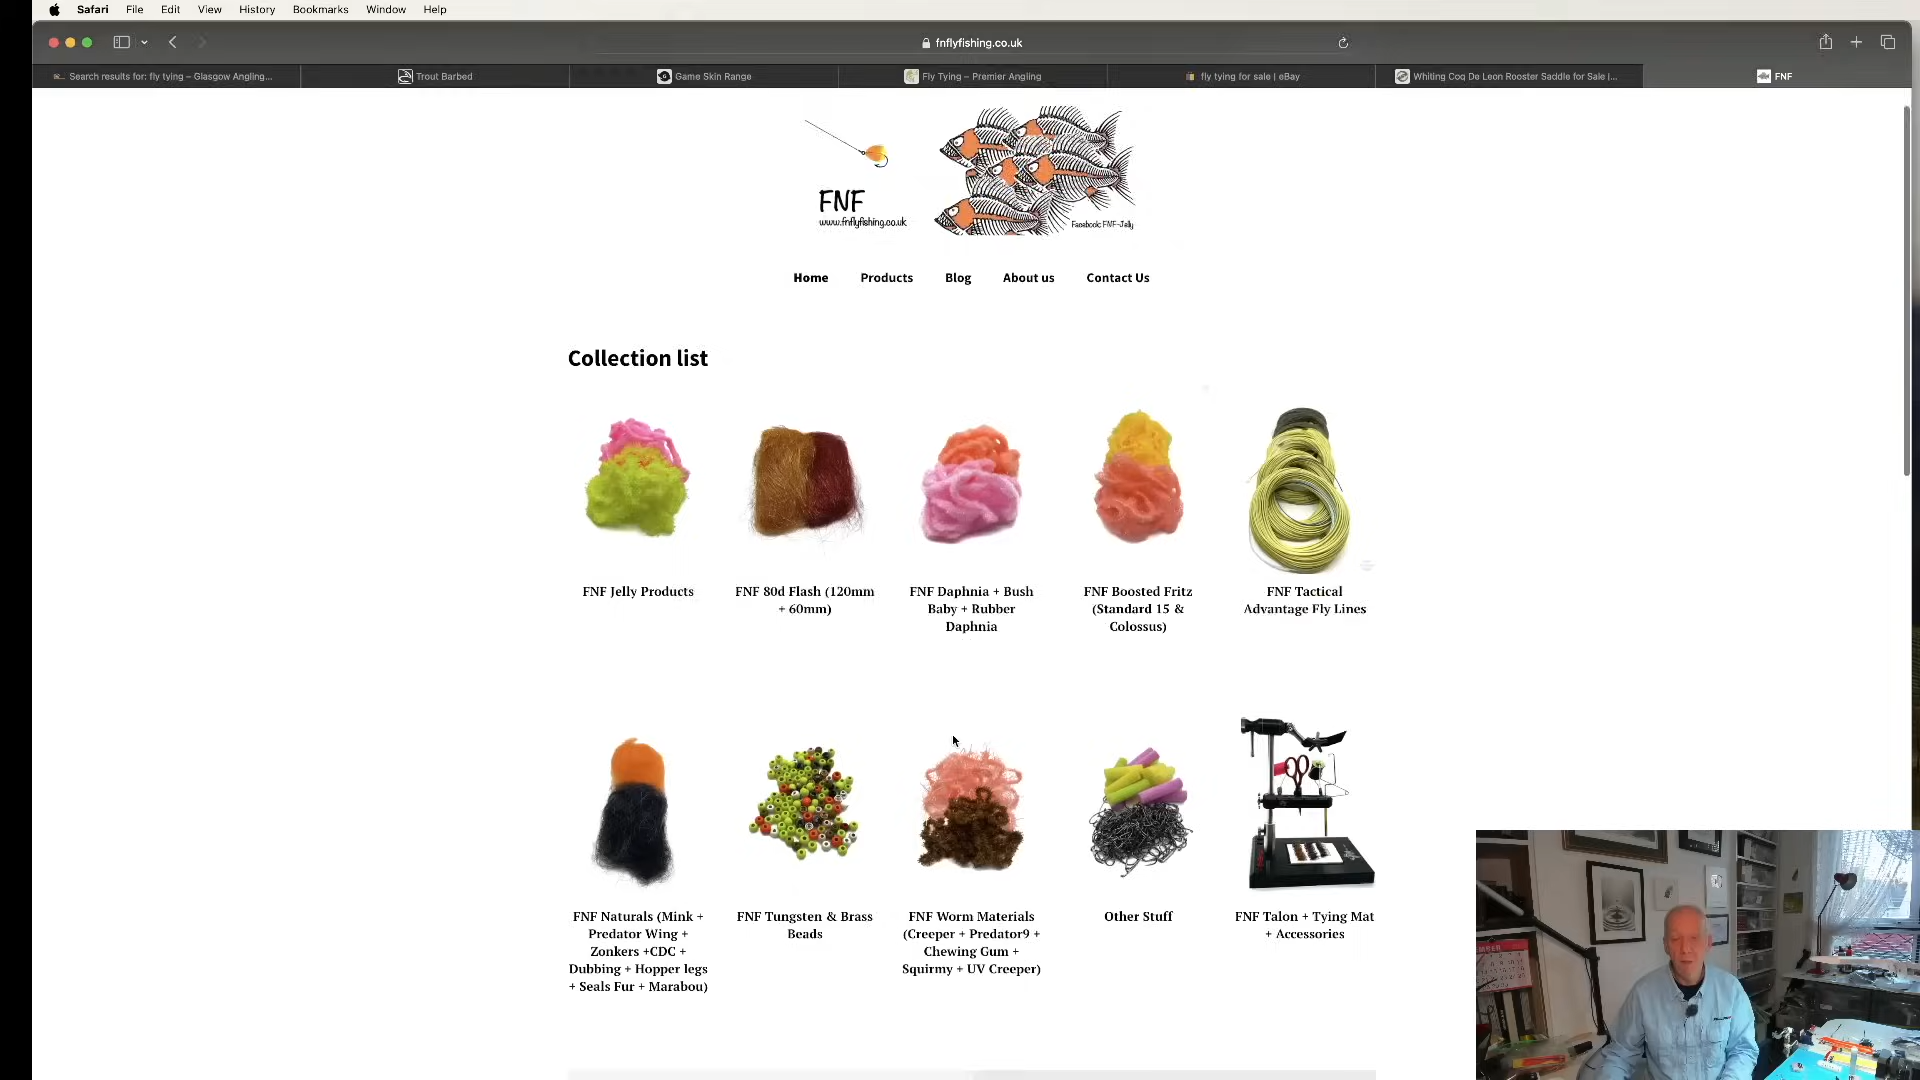 Safari File Edit View History Bookmarks Window Help
fnflyfishing.co.uk
Search results for: fly tying – Glasgow Angling...
Trout Barbed
Game Skin Range
Fly Tying – Premier Angling
fly tying for sale | eBay
Whiting Coq De Leon Rooster Saddle for Sale |...
FNF
FNF
www.fnflyfishing.co.uk
Facebook: FNF-Jelly
Home Products Blog About us Contact Us
Collection list
FNF Jelly Products
FNF 80d Flash (120mm
+ 60mm)
FNF Daphnia + Bush
Baby + Rubber
Daphnia
FNF Boosted Fritz
(Standard 15 &
Colossus)
FNF Tactical
Advantage Fly Lines
FNF Naturals (Mink +
Predator Wing +
Zonkers +CDC +
Dubbing + Hopper legs
+ Seals Fur + Marabou)
FNF Tungsten & Brass
Beads
FNF Worm Materials
(Creeper + Predator9 +
Chewing Gum +
Squirmy + UV Creeper)
Other Stuff
FNF Talon + Tying Mat
+ Accessories